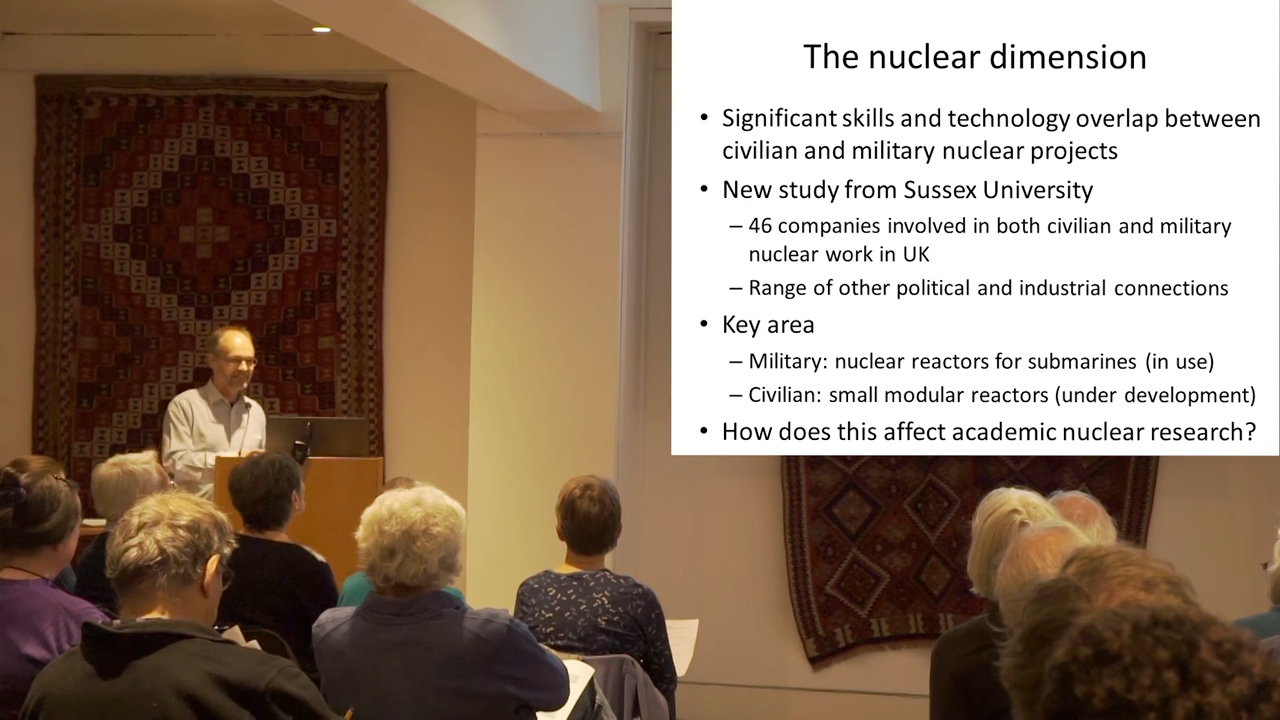 The nuclear dimension
• Significant skills and technology overlap between
civilian and military nuclear projects
• New study from Sussex University
– 46 companies involved in both civilian and military
nuclear work in UK
– Range of other political and industrial connections
• Key area
– Military: nuclear reactors for submarines (in use)
– Civilian: small modular reactors (under development)
• How does this affect academic nuclear research?